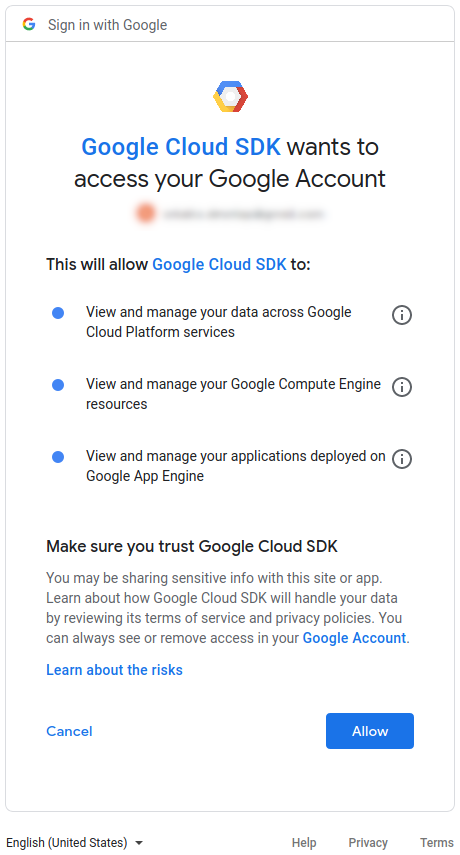 Sign in with Google
Google Cloud SDK wants to
access your Google Account
This will allow Google Cloud SDK to:
View and manage your data across Google
Cloud Platform services
View and manage your Google Compute Engine
resources
View and manage your applications deployed on
Google App Engine
Make sure you trust Google Cloud SDK
You may be sharing sensitive info with this site or app.
Learn about how Google Cloud SDK will handle your data
by reviewing its terms of service and privacy policies. You
can always see or remove access in your Google Account.
Learn about the risks
Cancel
Allow
English (United States)
Help
Privacy
Terms